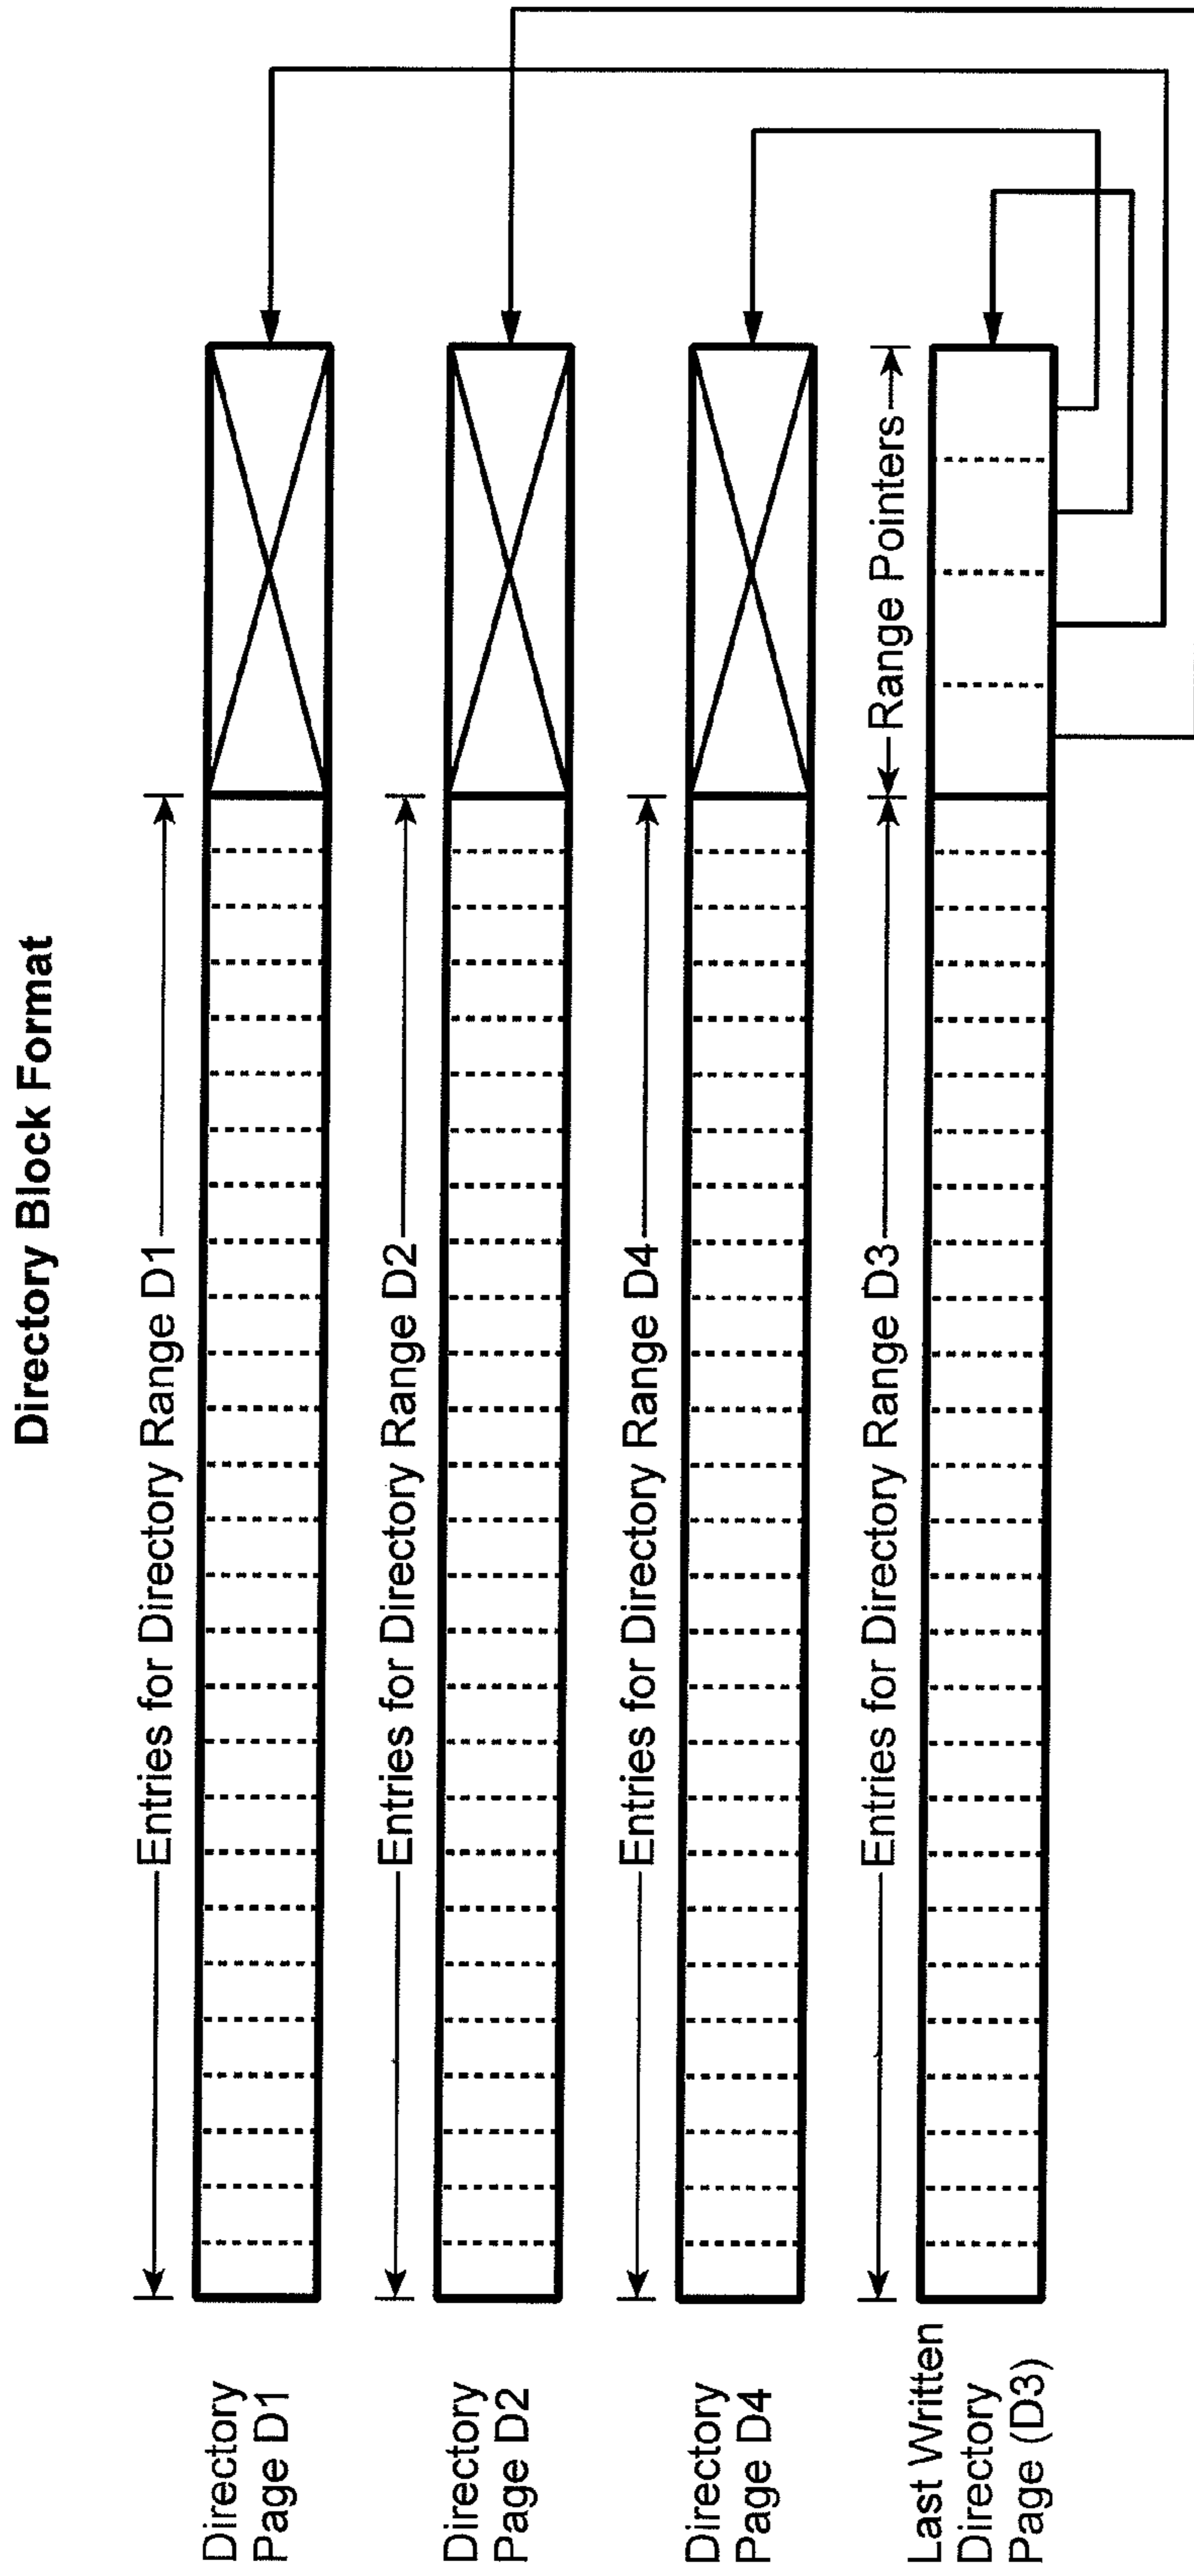 Directory Block Format
Entries for Directory Range D1
Directory
Page D1
Entries for Directory Range D2
Directory
Page D2
Entries for Directory Range D4
Directory
Page D4
Entries for Directory Range D3
Range Pointers
Last Written
Directory
Page (D3)